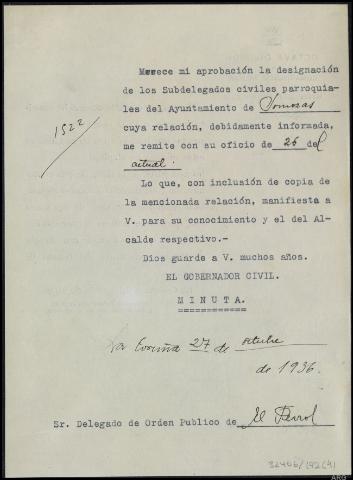 Merece mi aprobación la designación
de los Subdelegados civiles parroquia-
les del Ayuntamiento de Somozas
cuya relación, debidamente informada,
1522
me remite con su oficio de 26 del
actual.
Lo que, con inclusión de copia de
la mencionada relación, manifiesta a
V. para su conocimiento y el del Al-
calde respectivo.-
Dios guarde a V. muchos años.
EL GOBERNADOR CIVIL.
MINUTA.
La Coruña 27 de octubre
de 1936.
Sr. Delegado de Orden Publico de El Ferrol
32466/192(4)
ARG